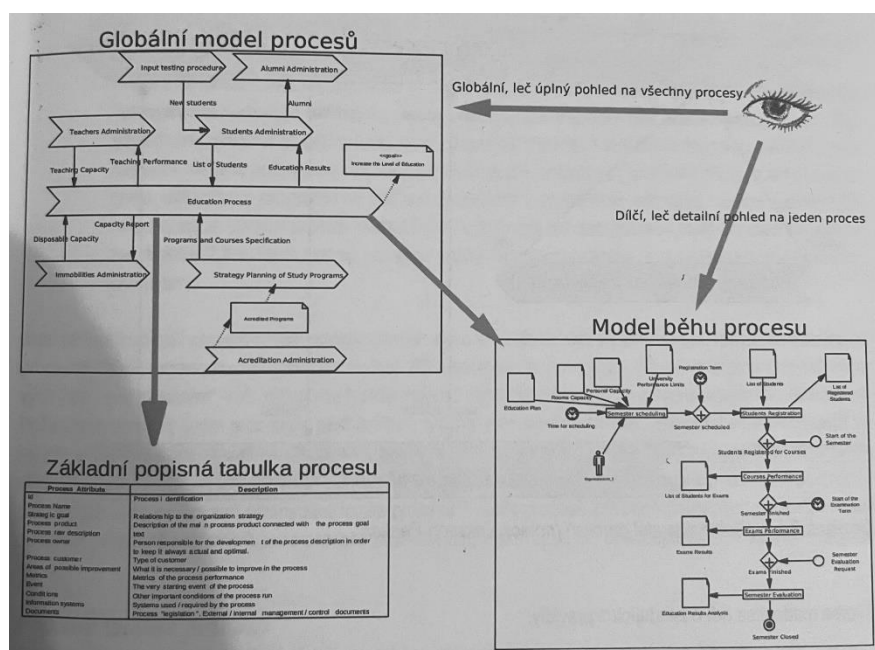 Globální model procesů
Input testing procedure
Alumni Administration
New students
Alumni
Teachers Administration
Students Administration
Teaching Capacity
Teaching Performance
List of Students
Education Results
«goal»
Increase the Level of Education
Education Process
Capacity Report
Disposable Capacity
Programs and Courses Specification
Immobilities Administration
Strategy Planning of Study Programs
Acredited Programs
Acreditation Administration
Globální, leč úplný pohled na všechny procesy
Dílčí, leč detailní pohled na jeden proces
Model běhu procesu
Education Plan
Rooms Capacity
Personal Capacity
University
Performance Limits
Registration Term
List of Students
List of
Registered
Students
Time for scheduling
Semester scheduling
Semester scheduled
Students Registration
Start of the
Semester
Students Registered for Courses
Courses Performance
List of Students for Exams
Start of the
Examination
Term
Semester finished
Exams Performance
Exams Results
Semester
Evaluation
Request
Exams Finished
Semester Evaluation
Education Results Analysis
Semester Closed
Základní popisná tabulka procesu
Process Attribute Description
Id Process i dentification
Process Name
Strategic goal Relations hip to the organization strategy
Process product Description of the mai n process product connected with the process goal
Process rier description text
Process owner Person responsible for the developmen t of the process description in order
to keep it always actual and optimal.
Process customer Type of customer
Areas of possible improvement What it is necessary / possible to improve in the process
Metrics Metrics of the process performance
Event The very starting event of the process
Conditions Other important conditions of the process run
Information systems Systems used / required by the process
Documents Process "legislation". External / internal management / control documents